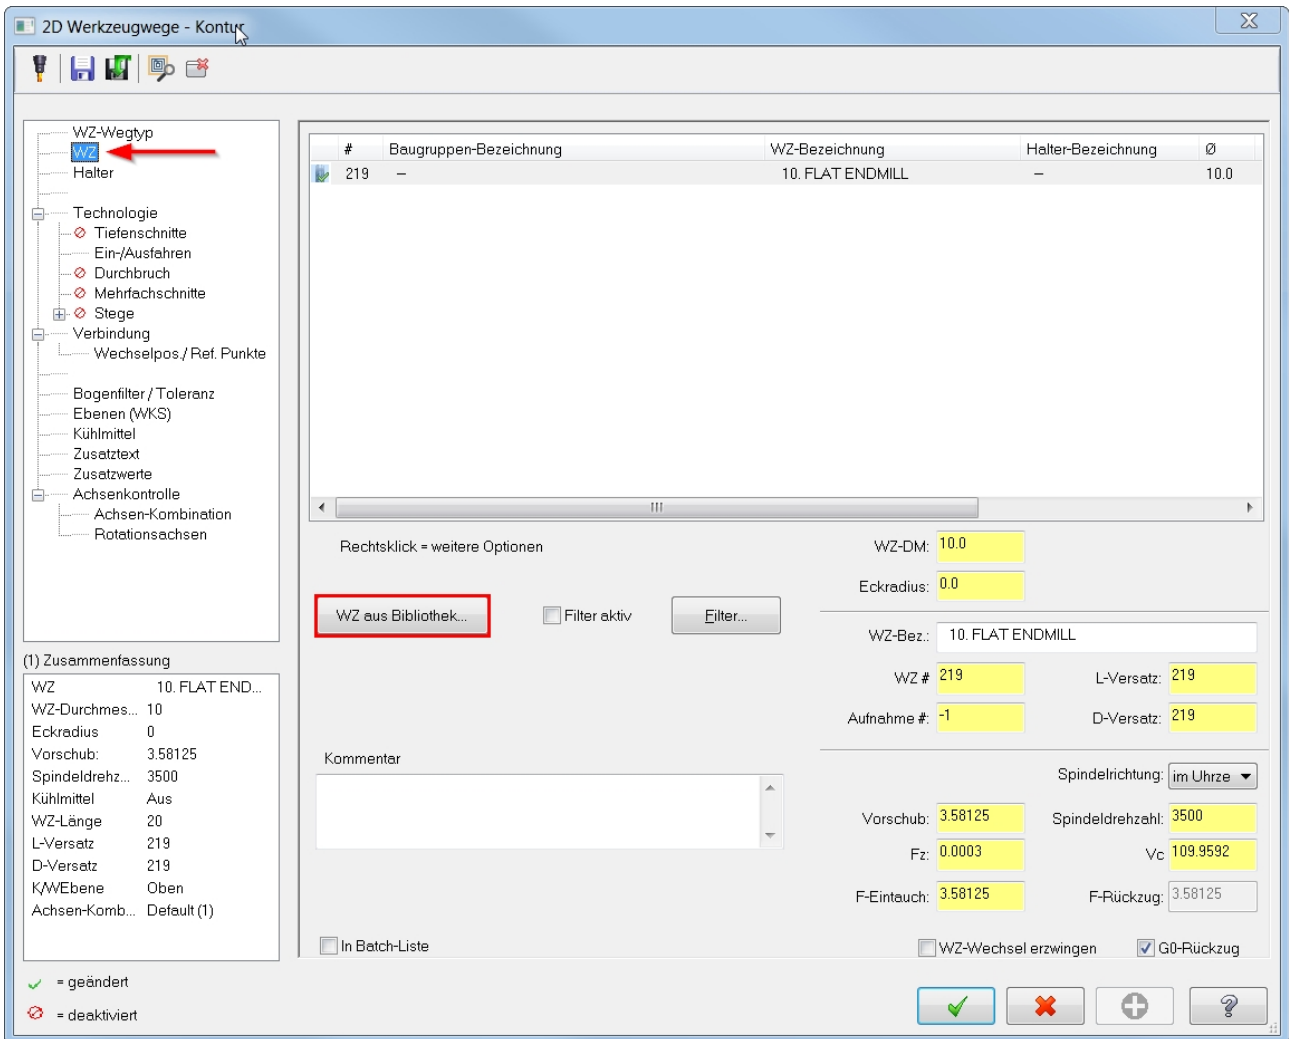 2D Werkzeugwege - Kontur
WZ-Wegtyp
WZ
Halter
Technologie
Tiefenschnitte
Ein-/Ausfahren
Durchbruch
Mehrfachschnitte
Stege
Verbindung
Wechselpos./ Ref. Punkte
Bogenfilter / Toleranz
Ebenen (WKS)
Kühlmittel
Zusatztext
Zusatzwerte
Achsenkontrolle
Achsen-Kombination
Rotationsachsen
# Baugruppen-Bezeichnung WZ-Bezeichnung Halter-Bezeichnung Ø
219 – 10. FLAT ENDMILL – 10.0
Rechtsklick = weitere Optionen
WZ aus Bibliothek...
Filter aktiv
Filter...
WZ-DM: 10.0
Eckradius: 0.0
WZ-Bez.: 10. FLAT ENDMILL
WZ # 219 L-Versatz: 219
Aufnahme #: -1 D-Versatz: 219
Kommentar
Spindelrichtung: im Uhrze
Vorschub: 3.58125 Spindeldrehzahl: 3500
Fz: 0.0003 Vc 109.9592
F-Eintauch: 3.58125 F-Rückzug: 3.58125
In Batch-Liste
WZ-Wechsel erzwingen G0-Rückzug
(1) Zusammenfassung
WZ 10. FLAT END...
WZ-Durchmes... 10
Eckradius 0
Vorschub: 3.58125
Spindeldrehz... 3500
Kühlmittel Aus
WZ-Länge 20
L-Versatz 219
D-Versatz 219
K/WEbene Oben
Achsen-Komb... Default (1)
= geändert
= deaktiviert